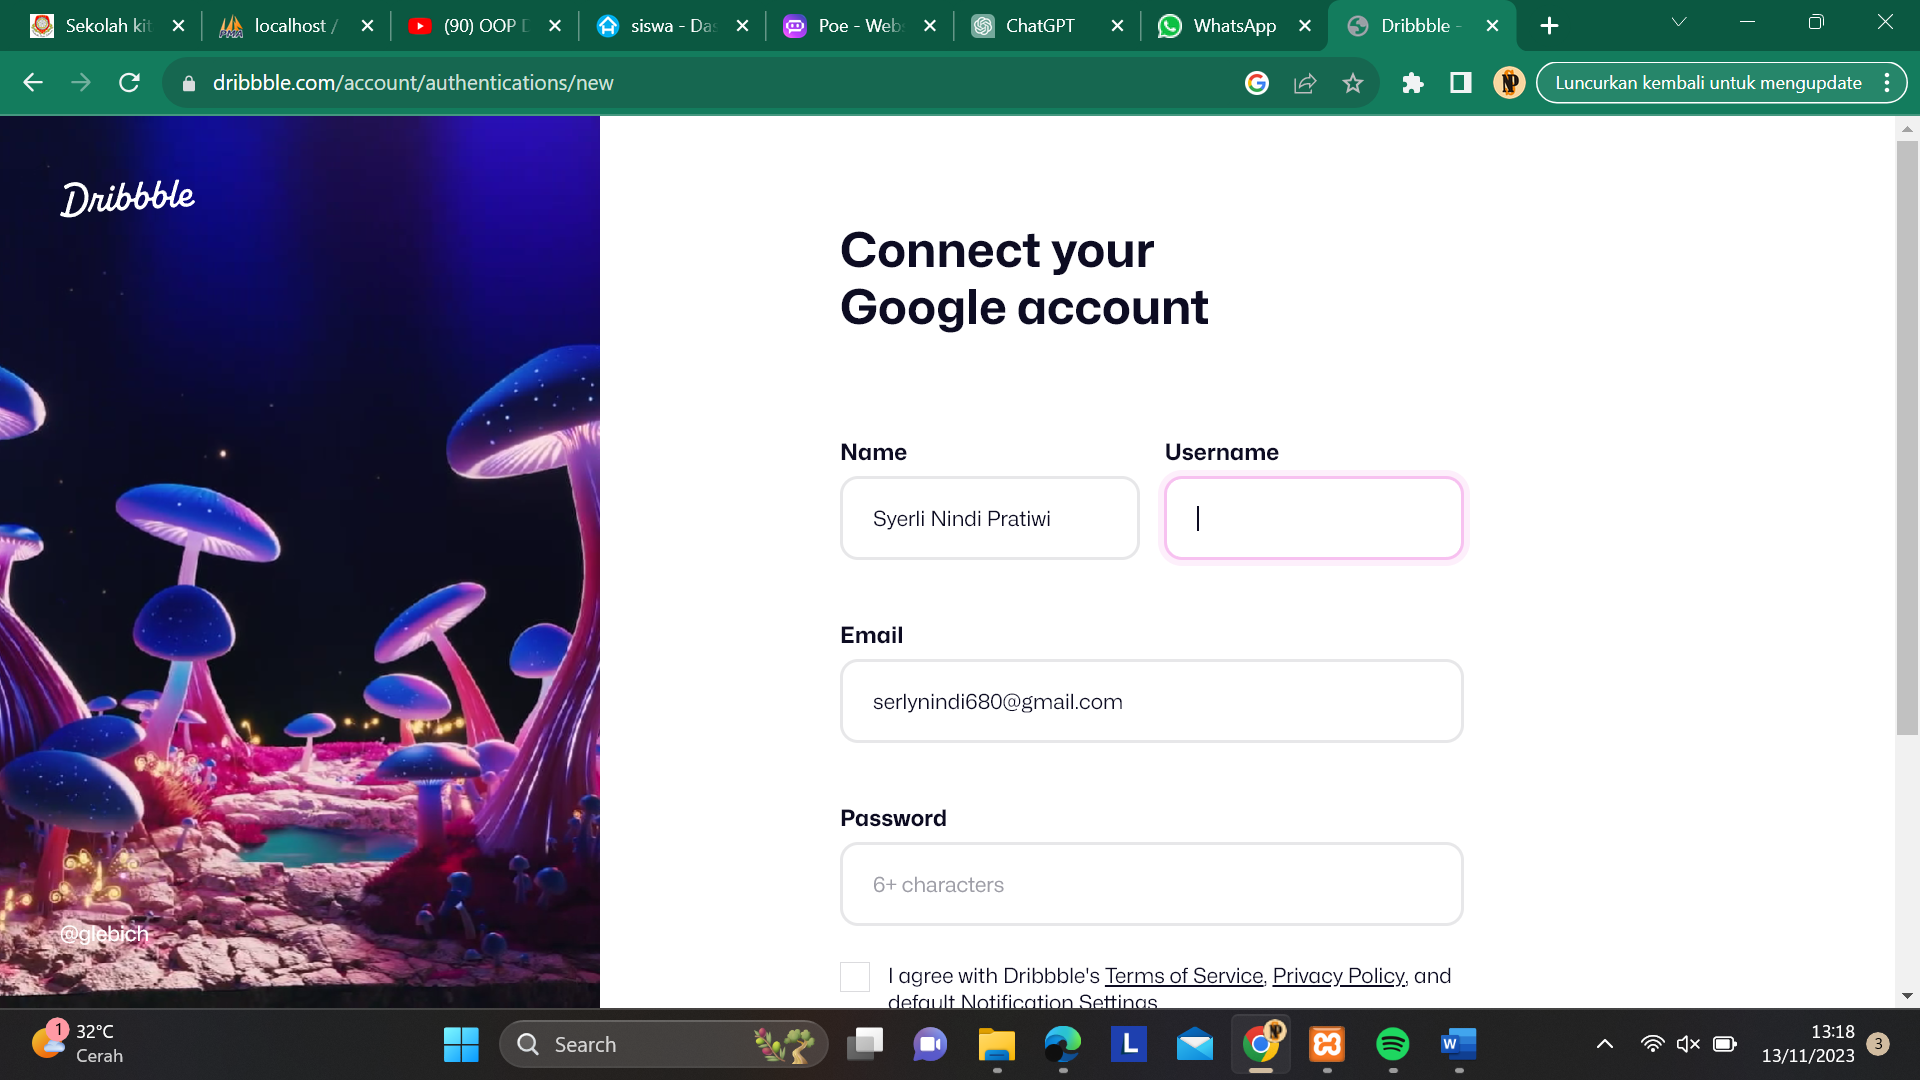 Sekolah kit
localhost /
(90) OOP D
siswa - Das
Poe - Webs
ChatGPT
WhatsApp
Dribbble -
dribbble.com/account/authentications/new
Luncurkan kembali untuk mengupdate
Dribbble
@glebich
Connect your
Google account
Name
Username
Syerli Nindi Pratiwi
Email
serlynindi680@gmail.com
Password
6+ characters
I agree with Dribbble's Terms of Service, Privacy Policy, and
default Notification Settings
1
32°C
Cerah
Search
L
W
13:18
13/11/2023
3